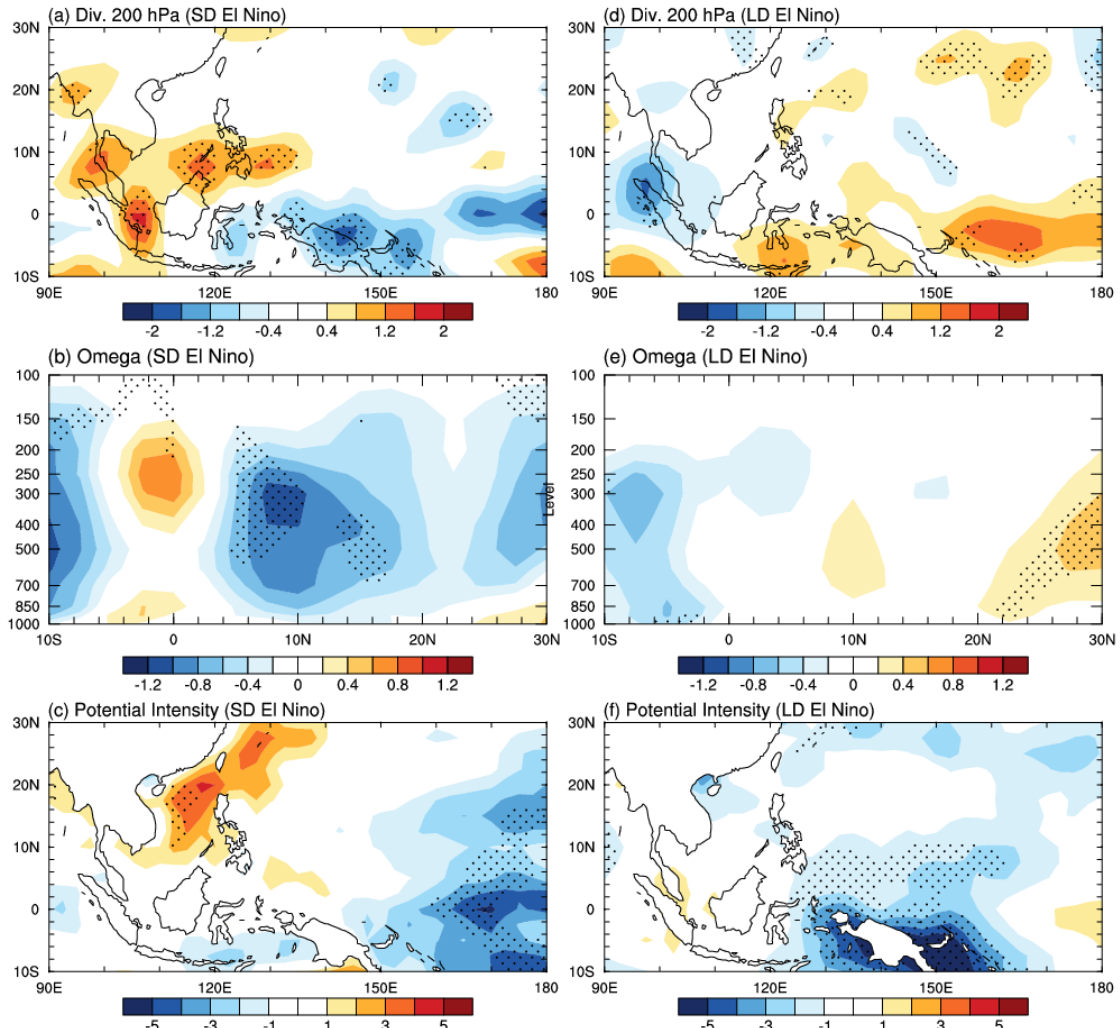 (a) Div. 200 hPa (SD El Nino)
30N
20N
10N
0
10S
90E 120E 150E 180
-2 -1.2 -0.4 0.4 1.2 2
(d) Div. 200 hPa (LD El Nino)
30N
20N
10N
0
10S
90E 120E 150E 180
-2 -1.2 -0.4 0.4 1.2 2
(b) Omega (SD El Nino)
100
150
200
250
300
400
500
700
850
1000
10S 0 10N 20N 30N
-1.2 -0.8 -0.4 0 0.4 0.8 1.2
(e) Omega (LD El Nino)
Level
100
150
200
250
300
400
500
700
850
1000
10S 0 10N 20N 30N
-1.2 -0.8 -0.4 0 0.4 0.8 1.2
(c) Potential Intensity (SD El Nino)
30N
20N
10N
0
10S
90E 120E 150E 180
-5 -3 -1 1 3 5
(f) Potential Intensity (LD El Nino)
30N
20N
10N
0
10S
90E 120E 150E 180
-5 -3 -1 1 3 5